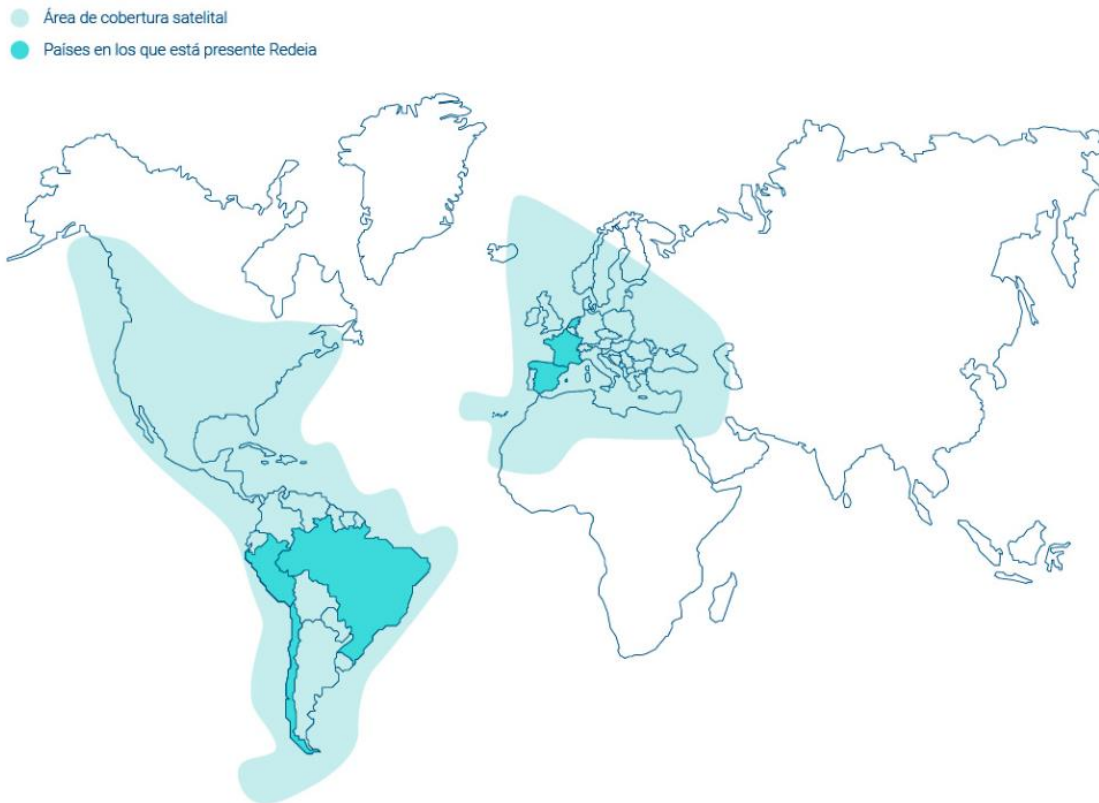 Área de cobertura satelital
Países en los que está presente Redeia